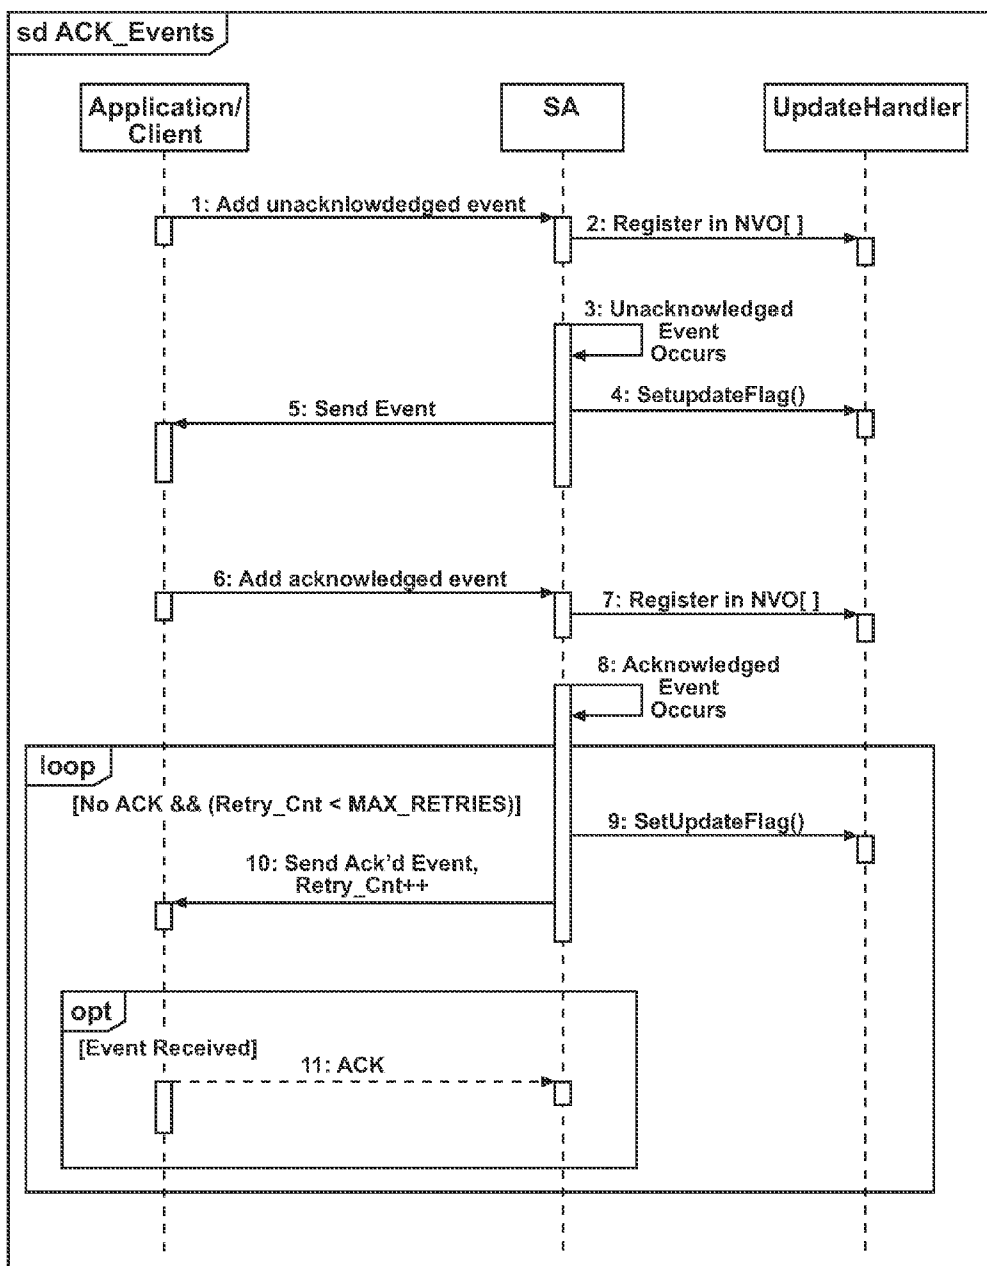 sd ACK_Events
Application/
Client
SA
UpdateHandler
1: Add unacknlowdedged event
2: Register in NVO[ ]
3: Unacknowledged
Event
Occurs
4: SetupdateFlag()
5: Send Event
6: Add acknowledged event
7: Register in NVO[ ]
8: Acknowledged
Event
Occurs
loop
[No ACK && (Retry_Cnt < MAX_RETRIES)]
9: SetUpdateFlag()
10: Send Ack'd Event,
Retry_Cnt++
opt
[Event Received]
11: ACK